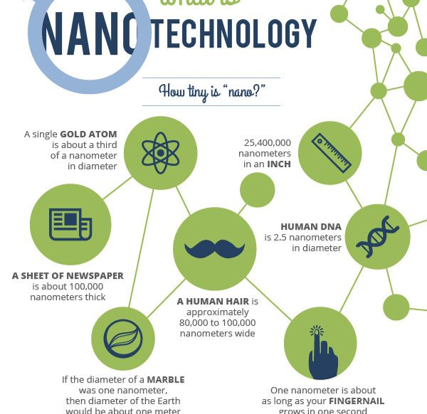 what is
NANOTECHNOLOGY
How tiny is “nano?”
A single GOLD ATOM
is about a third
of a nanometer
in diameter
25,400,000
nanometers
in an INCH
HUMAN DNA
is 2.5 nanometers
in diameter
A SHEET OF NEWSPAPER
is about 100,000
nanometers thick
A HUMAN HAIR is
approximately
80,000 to 100,000
nanometers wide
If the diameter of a MARBLE
was one nanometer,
then diameter of the Earth
would be about one meter
One nanometer is about
as long as your FINGERNAIL
grows in one second